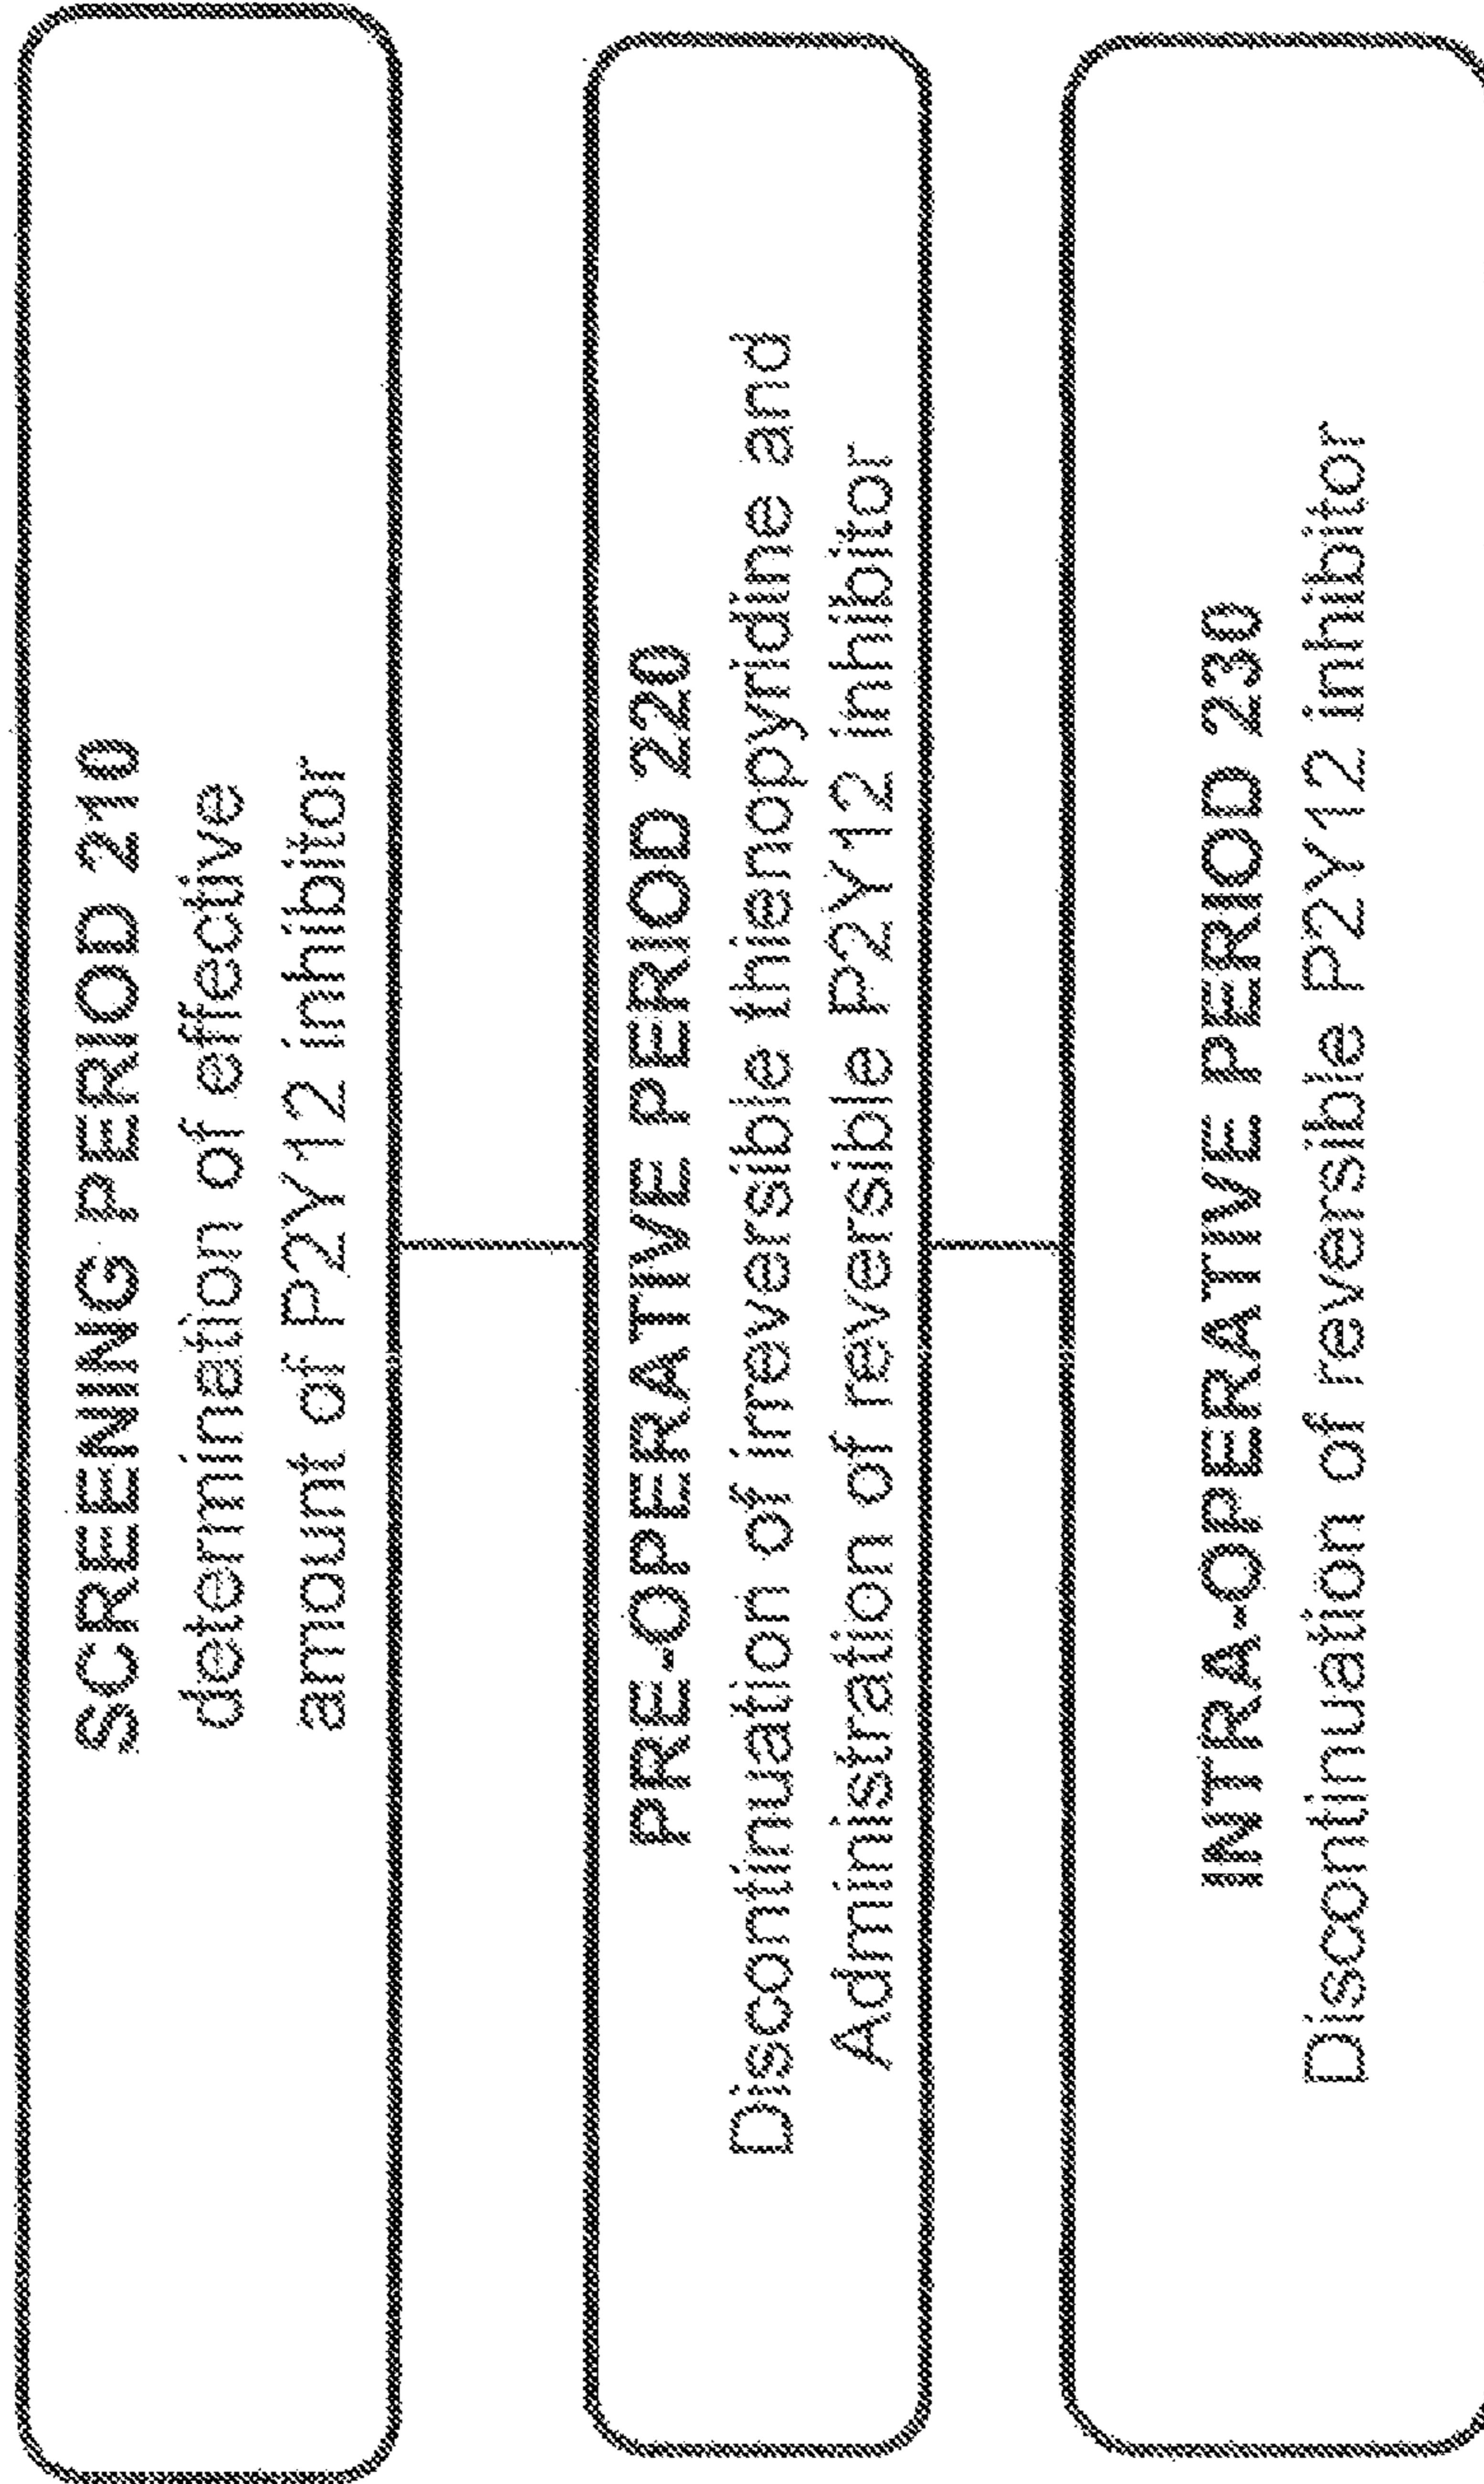 SCREENING PERIOD 210
determination of effective
amount of P2Y12 inhibitor
PRE-OPERATIVE PERIOD 220
Discontinuation of irreversible thienopyridine and
Administration of reversible P2Y12 inhibitor
INTRA-OPERATIVE PERIOD 230
Discontinuation of reversible P2Y12 inhibitor